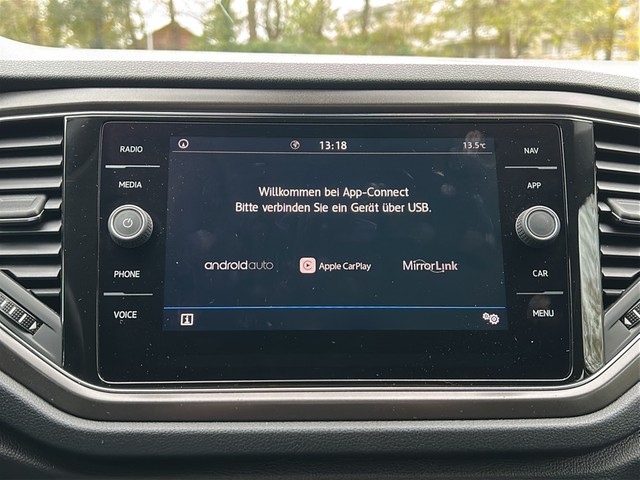 RADIO
MEDIA
PHONE
VOICE
13:18
13.5°C
Willkommen bei App-Connect
Bitte verbinden Sie ein Gerät über USB.
androidauto
Apple CarPlay
MirrorLink
NAV
APP
CAR
MENU